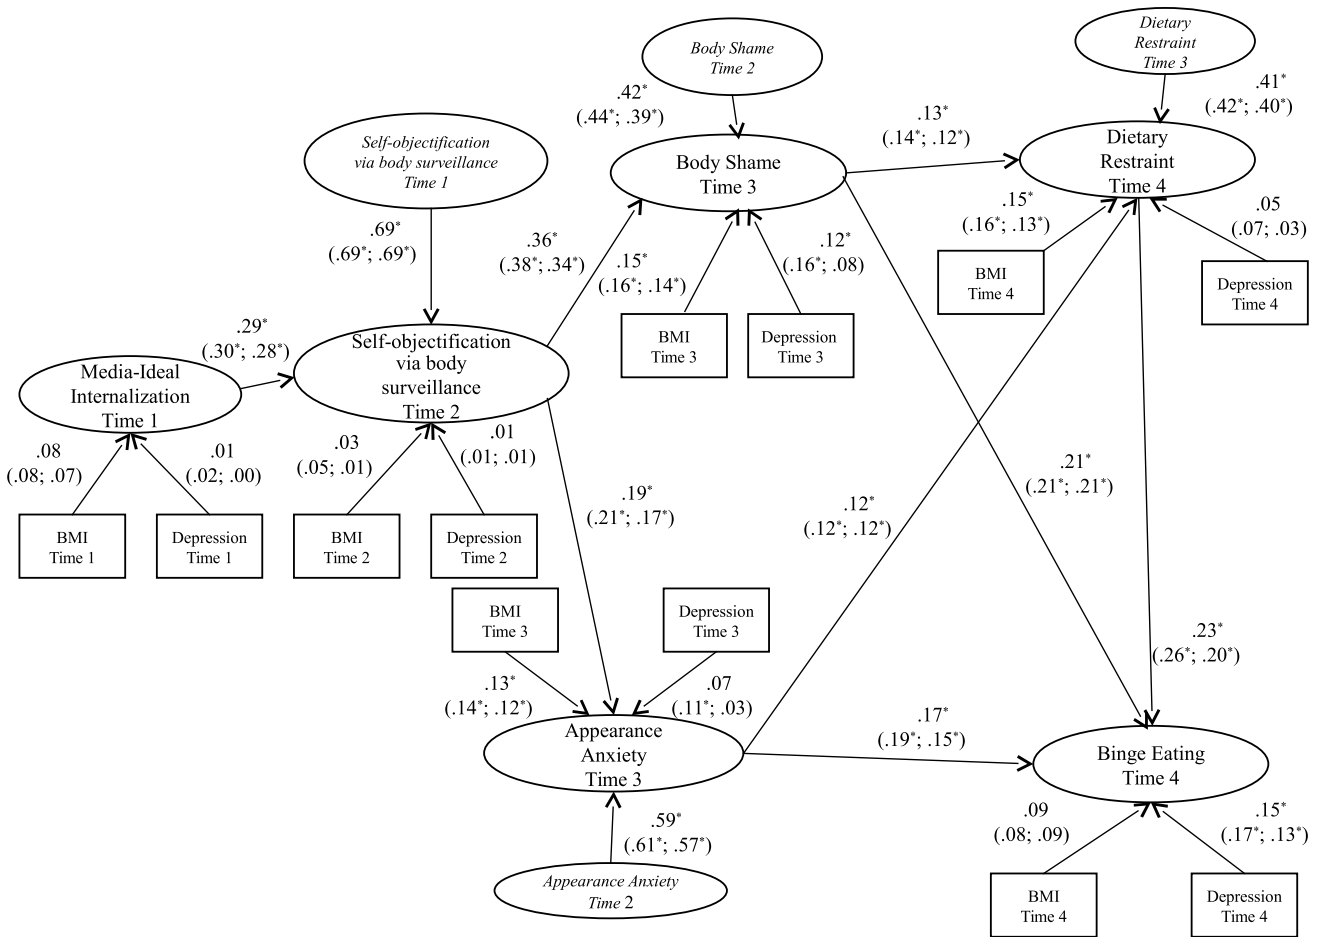 Body Shame
Time 2
Dietary
Restraint
Time 3
.42*
(.44*; .39*)
.41*
(.42*; .40*)
Self-objectification
via body surveillance
Time 1
.13*
(.14*; .12*)
Body Shame
Time 3
Dietary
Restraint
Time 4
.69*
(.69*; .69*)
.36*
(.38*; .34*)
.15*
(.16*; .14*)
.12*
(.16*; .08)
.15*
(.16*; .13*)
.05
(.07; .03)
BMI
Time 4
Depression
Time 4
BMI
Time 3
Depression
Time 3
.29*
(.30*; .28*)
Media-Ideal
Internalization
Time 1
Self-objectification
via body
surveillance
Time 2
.08
(.08; .07)
.01
(.02; .00)
.03
(.05; .01)
.01
(.01; .01)
.21*
(.21*; .21*)
.19*
(.21*; .17*)
.12*
(.12*; .12*)
BMI
Time 1
Depression
Time 1
BMI
Time 2
Depression
Time 2
BMI
Time 3
Depression
Time 3
.23*
(.26*; .20*)
.13*
(.14*; .12*)
.07
(.11*; .03)
.17*
(.19*; .15*)
Appearance
Anxiety
Time 3
Binge Eating
Time 4
.59*
(.61*; .57*)
.09
(.08; .09)
.15*
(.17*; .13*)
Appearance Anxiety
Time 2
BMI
Time 4
Depression
Time 4